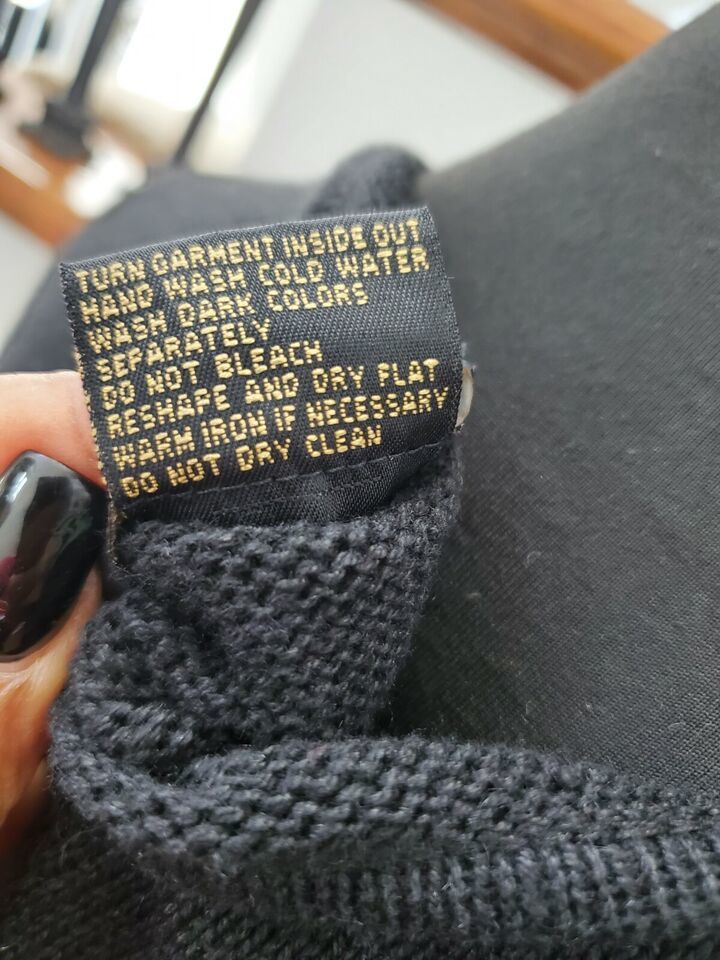 TURN GARMENT INSIDE OUT
HAND WASH COLD WATER
WASH DARK COLORS
SEPARATELY
DO NOT BLEACH
RESHAPE AND DRY FLAT
WARM IRON IF NECESSARY
DO NOT DRY CLEAN